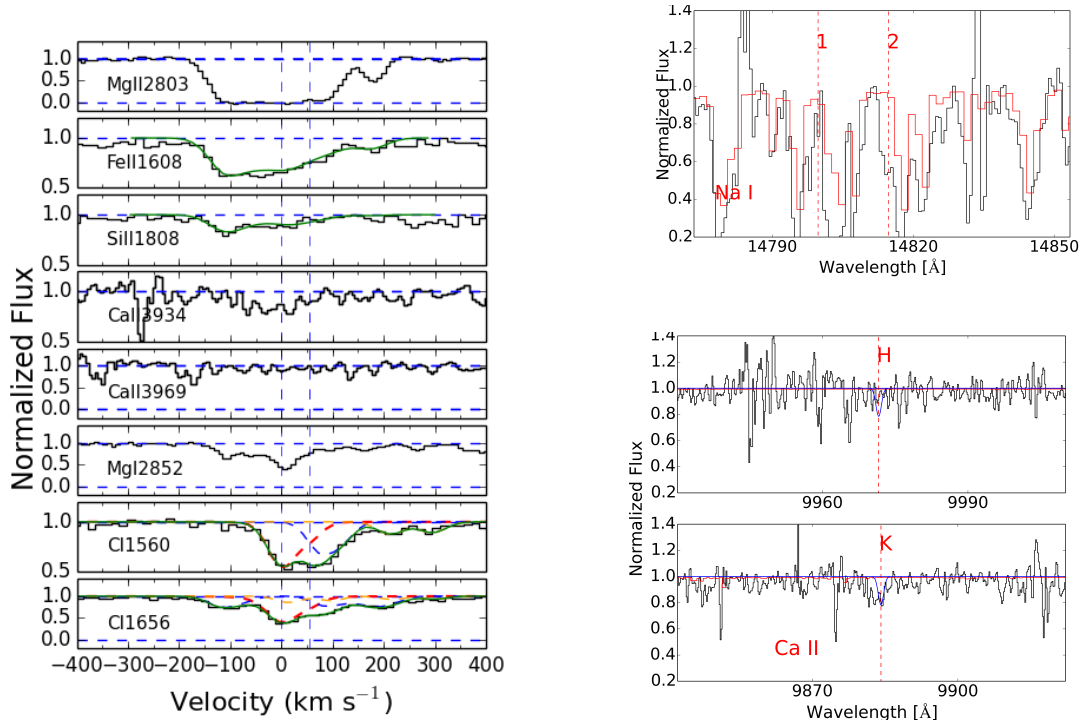 Normalized Flux
1.0
0.0
MgII2803
1.0
0.5
FeII1608
1.0
0.5
SiII1808
1.0
0.5
CaII3934
1.0
0.5
0.0
CaII3969
1.0
0.5
0.0
MgI2852
1.0
0.5
CI1560
1.0
0.5
0.0
CI1656
−400 −300 −200 −100 0 100 200 300 400
Velocity (km s−1)
Normalized Flux
1.4
1.2
1.0
0.8
0.6
0.4
0.2
1
2
Na I
14790 14820 14850
Wavelength [Å]
Normalized Flux
1.4
1.2
1.0
0.8
0.6
0.4
0.2
H
9960 9990
1.4
1.2
1.0
0.8
0.6
0.4
0.2
K
Ca II
9870 9900
Wavelength [Å]